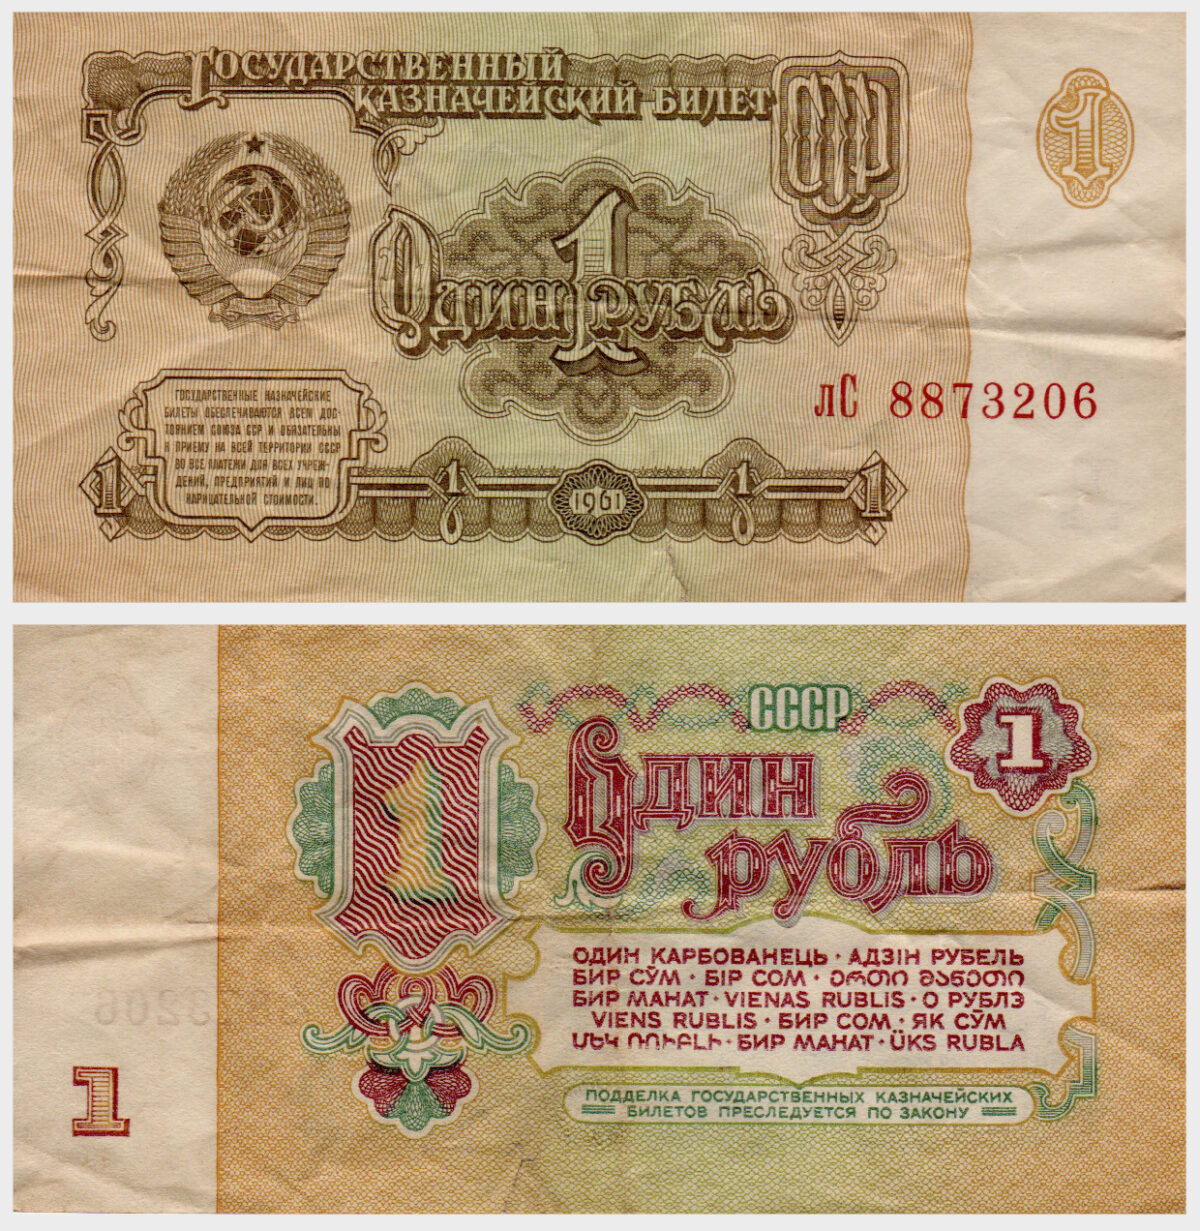 ГОСУДАРСТВЕННЫЙ
КАЗНАЧЕЙСКИЙ БИЛЕТ
СССР
1
1
ОДИН РУБЛЬ
лС 8873206
ГОСУДАРСТВЕННЫЕ КАЗНАЧЕЙСКИЕ
БИЛЕТЫ ОБЕСПЕЧИВАЮТСЯ ВСЕМ ДОС-
ТОЯНИЕМ СОЮЗА ССР И ОБЯЗАТЕЛЬНЫ
К ПРИЕМУ НА ВСЕЙ ТЕРРИТОРИИ СССР
ВО ВСЕ ПЛАТЕЖИ ДЛЯ ВСЕХ УЧРЕЖ-
ДЕНИЙ, ПРЕДПРИЯТИЙ И ЛИЦ ПО
НАРИЦАТЕЛЬНОЙ СТОИМОСТИ.
1 1 1961 1 1
СССР
1
1
Один
рубль
ОДИН КАРБОВАНЕЦЬ · АДЗІН РУБЕЛЬ
БИР СЎМ · БІР СОМ · ერთი მანეთი
БИР МАНАТ · VIENAS RUBLIS · О РУБЛЭ
VIENS RUBLIS · БИР СОМ · ЯК СӮМ
ՄԵԿ ՌՈՒԲԼԻ · БИР МАНАТ · ÜKS RUBLA
1
ПОДДЕЛКА ГОСУДАРСТВЕННЫХ КАЗНАЧЕЙСКИХ
БИЛЕТОВ ПРЕСЛЕДУЕТСЯ ПО ЗАКОНУ